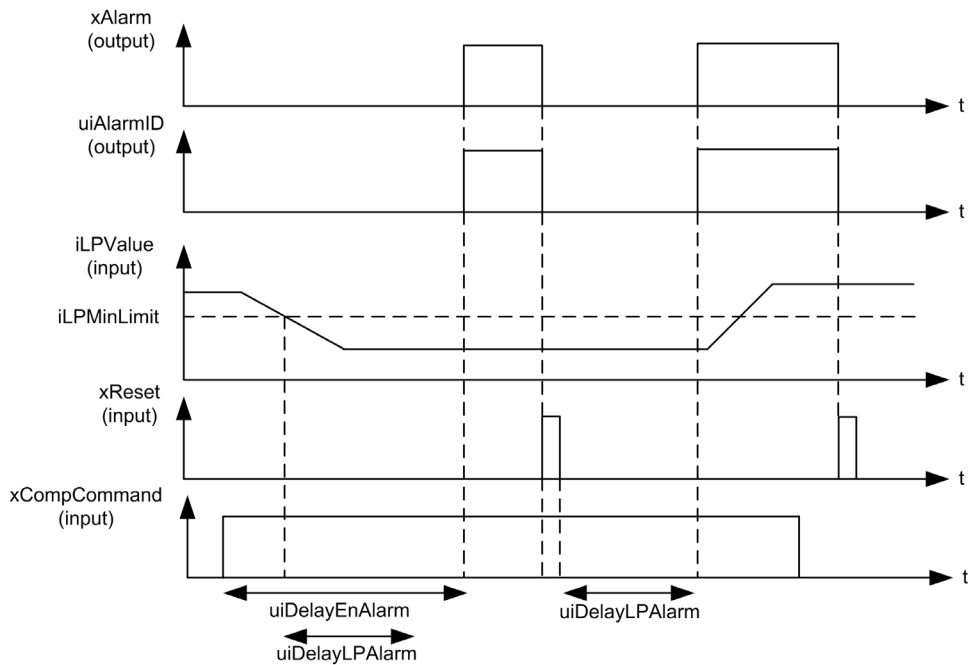 xAlarm
(output)
t
uiAlarmID
(output)
t
iLPValue
(input)
iLPMinLimit
t
xReset
(input)
t
xCompCommand
(input)
t
uiDelayEnAlarm
uiDelayLPAlarm
uiDelayLPAlarm